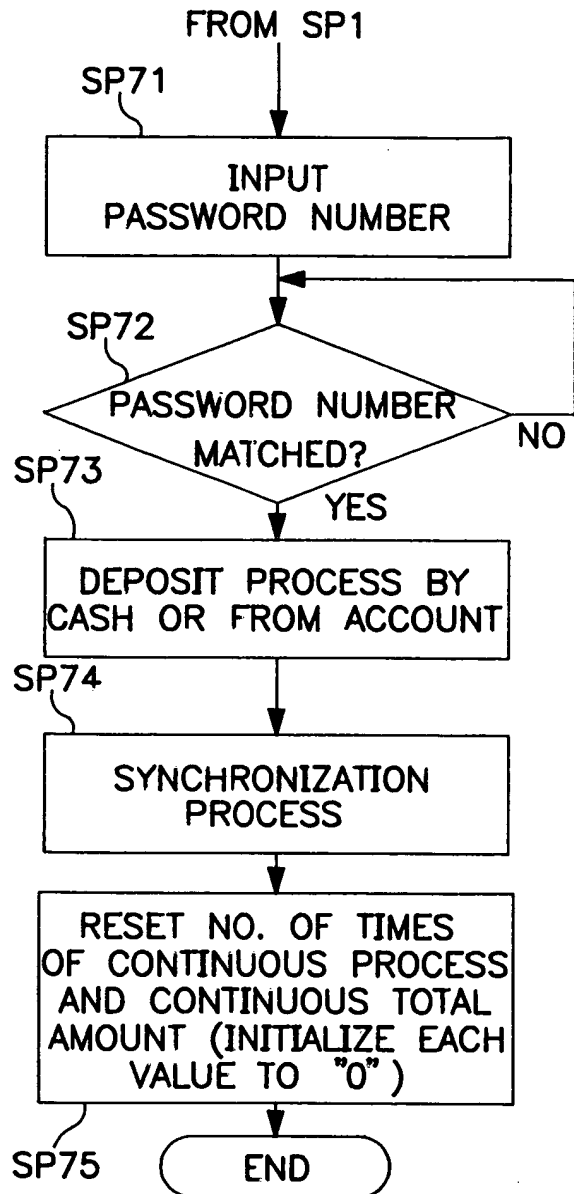 FROM SP1
SP71
INPUT
PASSWORD NUMBER
SP72
PASSWORD NUMBER
MATCHED?
NO
SP73
YES
DEPOSIT PROCESS BY
CASH OR FROM ACCOUNT
SP74
SYNCHRONIZATION
PROCESS
RESET NO. OF TIMES
OF CONTINUOUS PROCESS
AND CONTINUOUS TOTAL
AMOUNT (INITIALIZE EACH
VALUE TO "0")
SP75
END